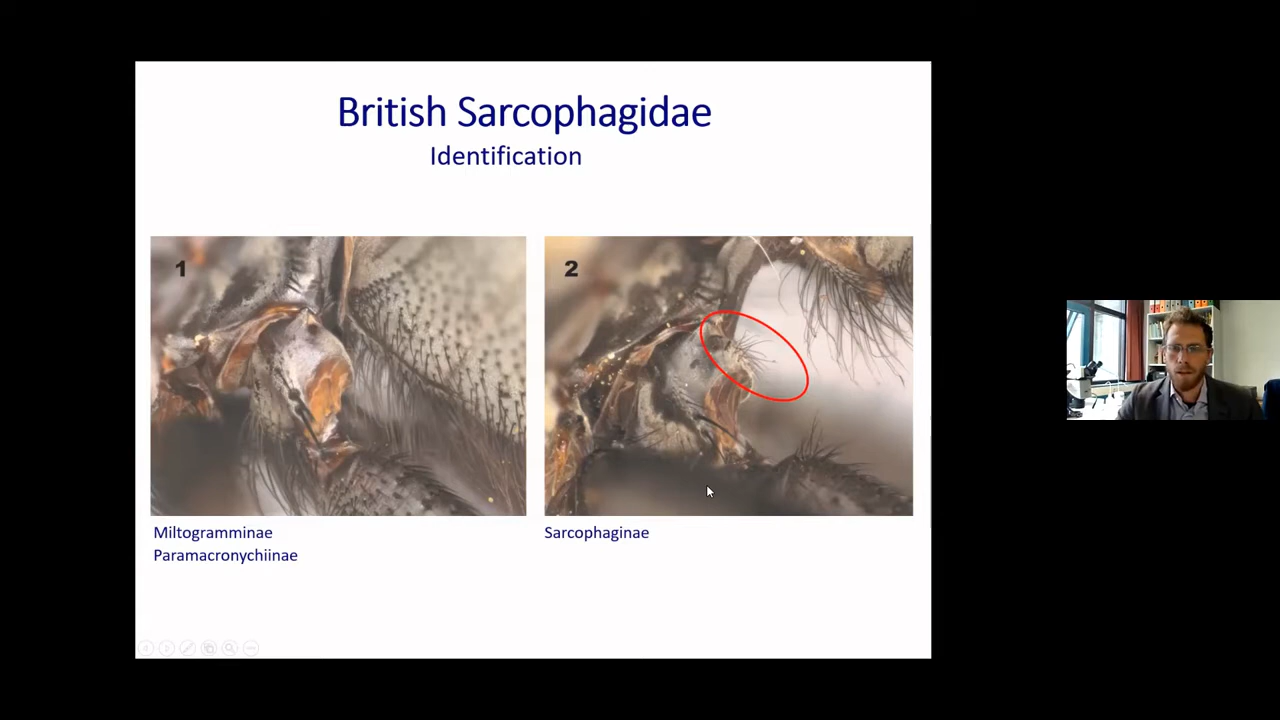 British Sarcophagidae
Identification
1
2
Miltogramminae
Paramacronychiinae
Sarcophaginae